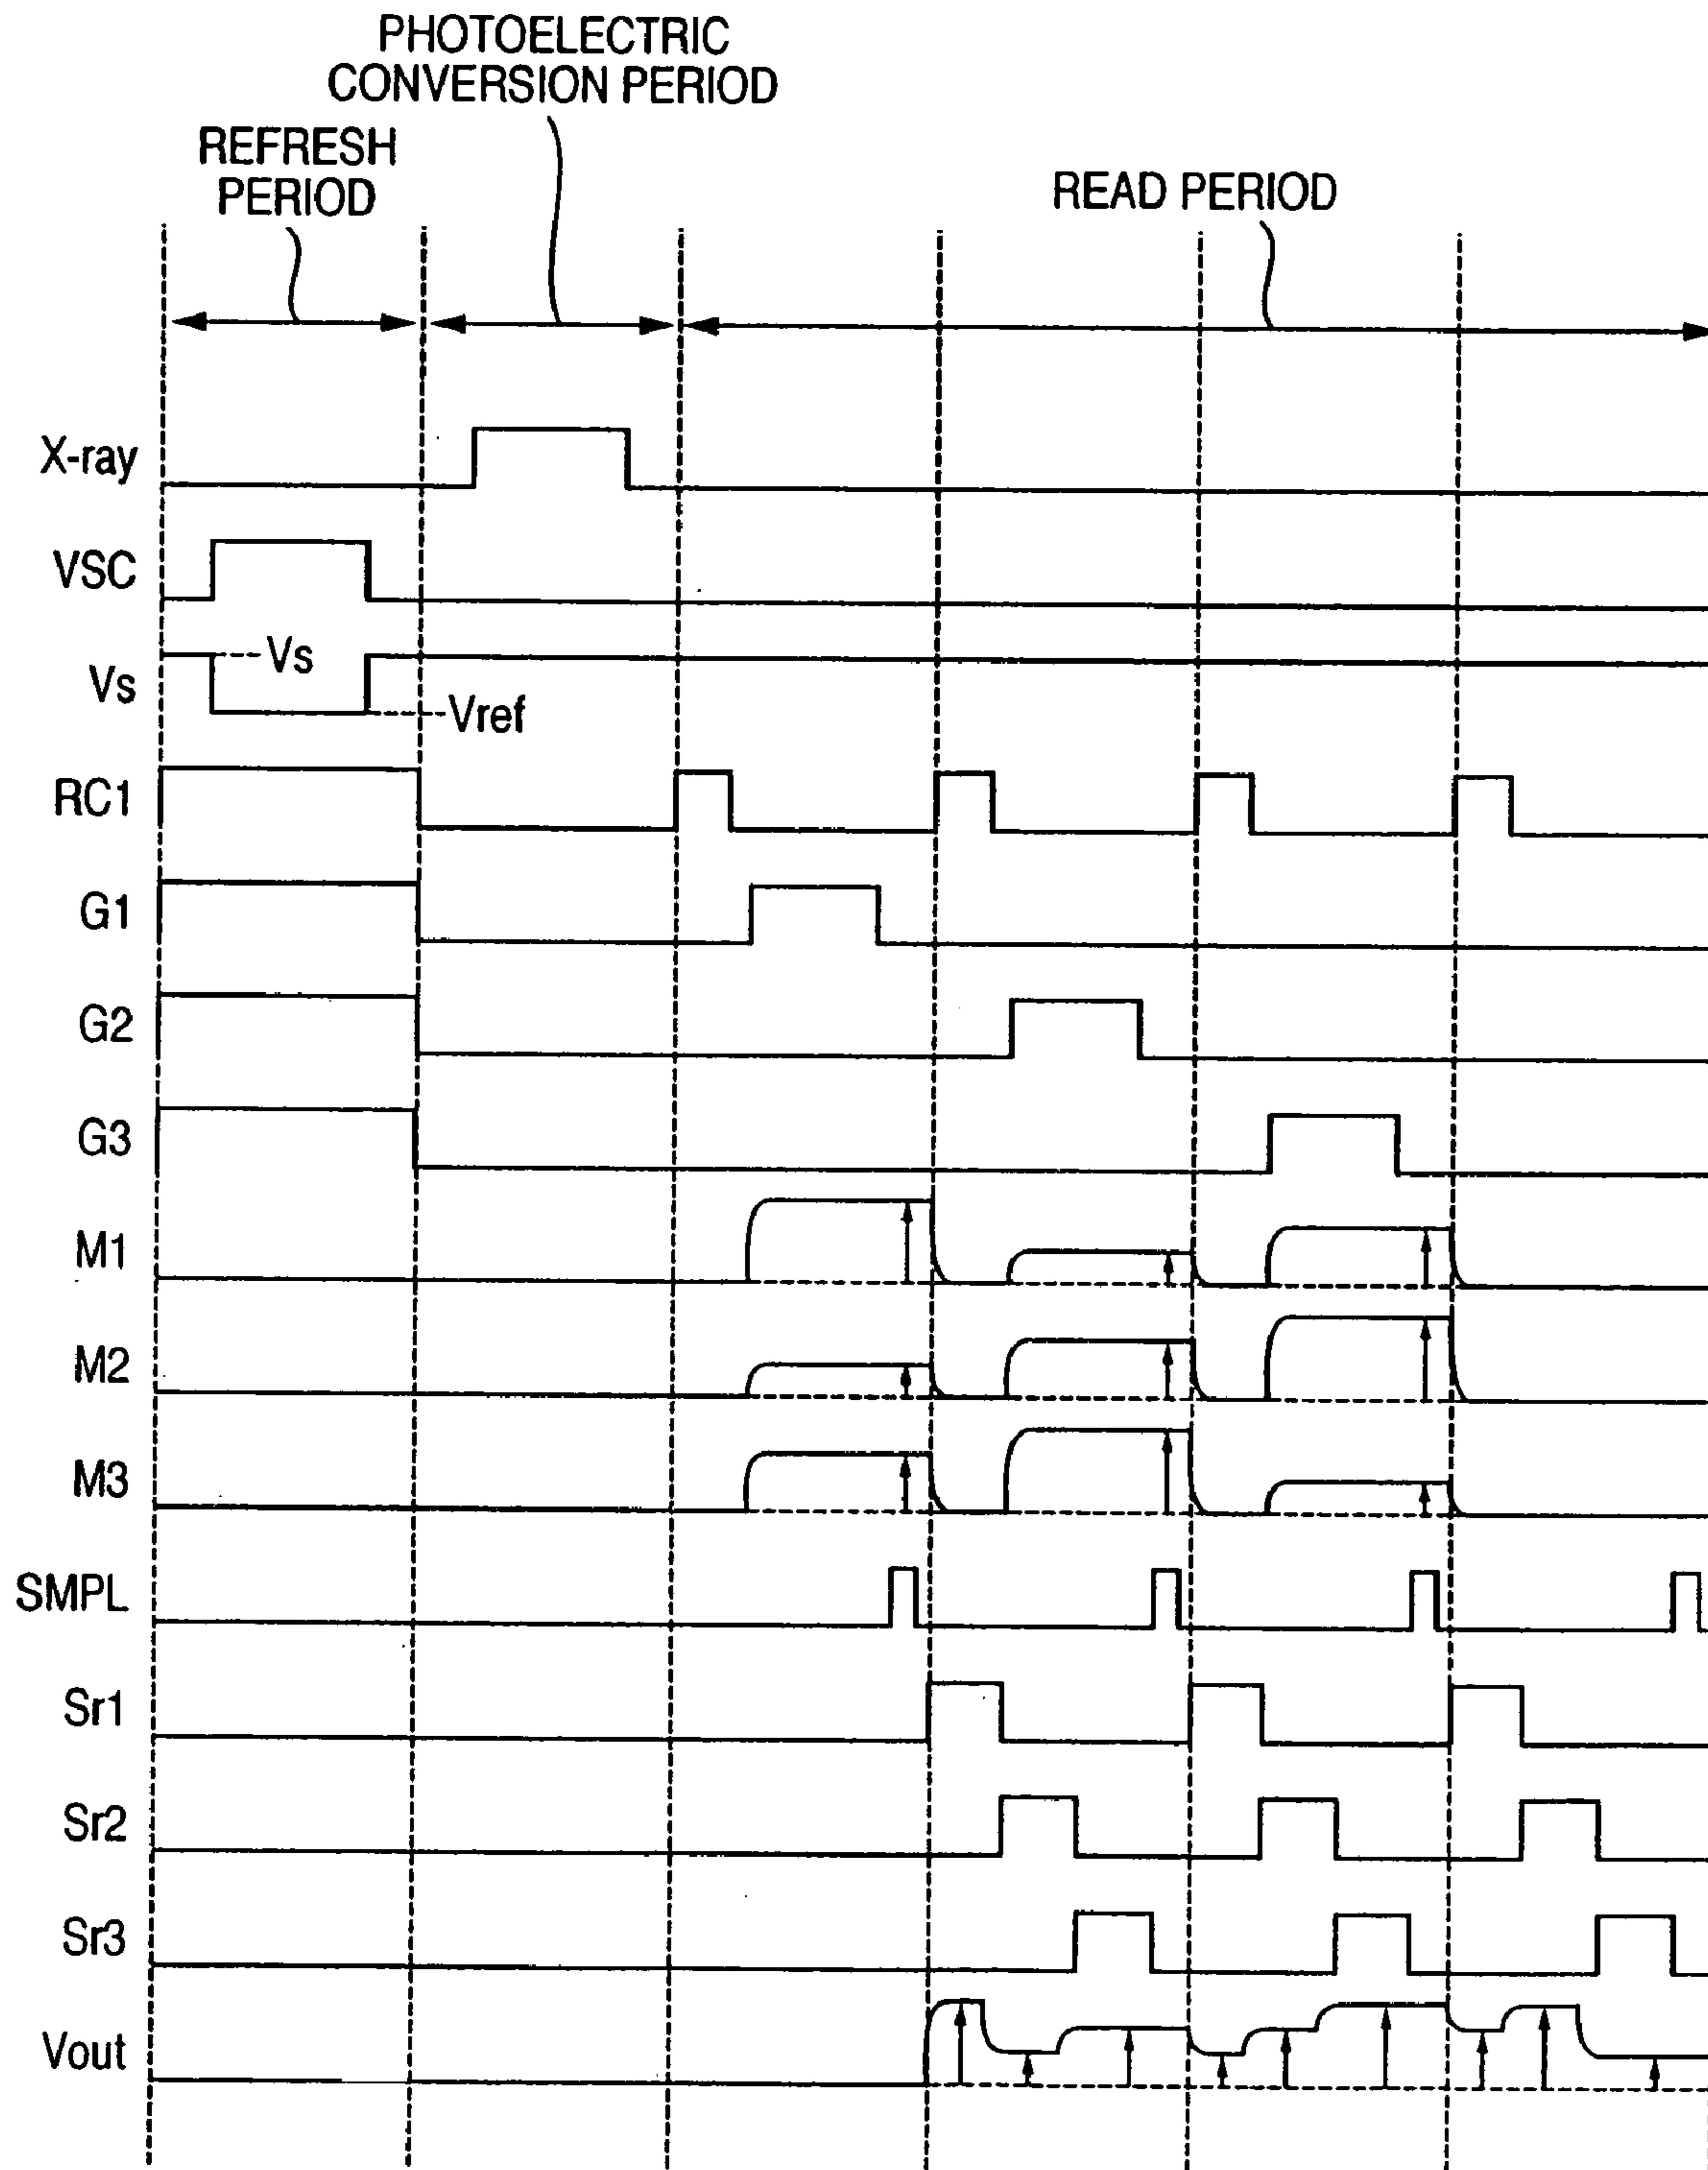 PHOTOELECTRIC
CONVERSION PERIOD
REFRESH
PERIOD
READ PERIOD
X-ray
VSC
Vs
Vs
Vref
RC1
G1
G2
G3
M1
M2
M3
SMPL
Sr1
Sr2
Sr3
Vout